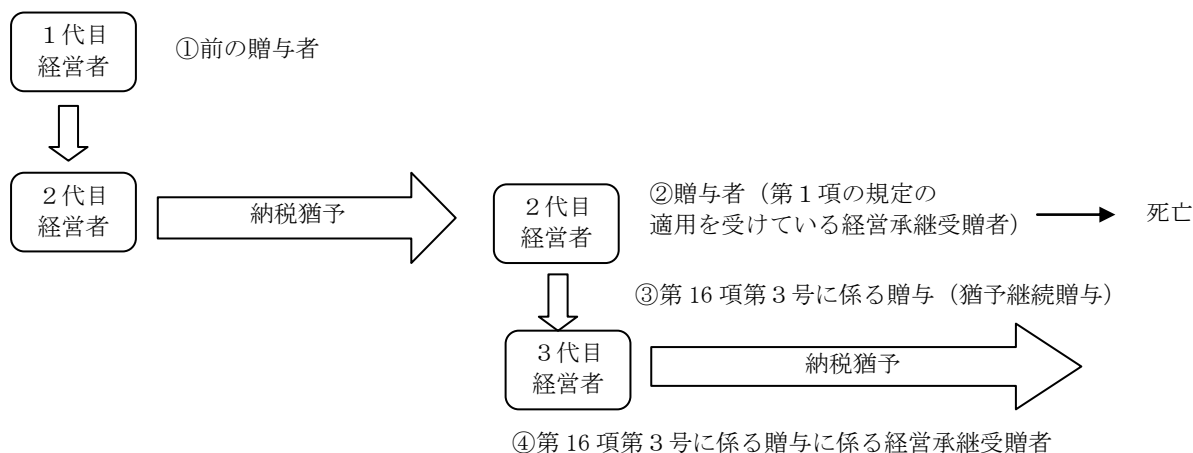 1代目
経営者
①前の贈与者
2代目
経営者
納税猶予
2代目
経営者
②贈与者（第1項の規定の
適用を受けている経営承継受贈者）
死亡
③第16項第3号に係る贈与（猶予継続贈与）
3代目
経営者
納税猶予
④第16項第3号に係る贈与に係る経営承継受贈者